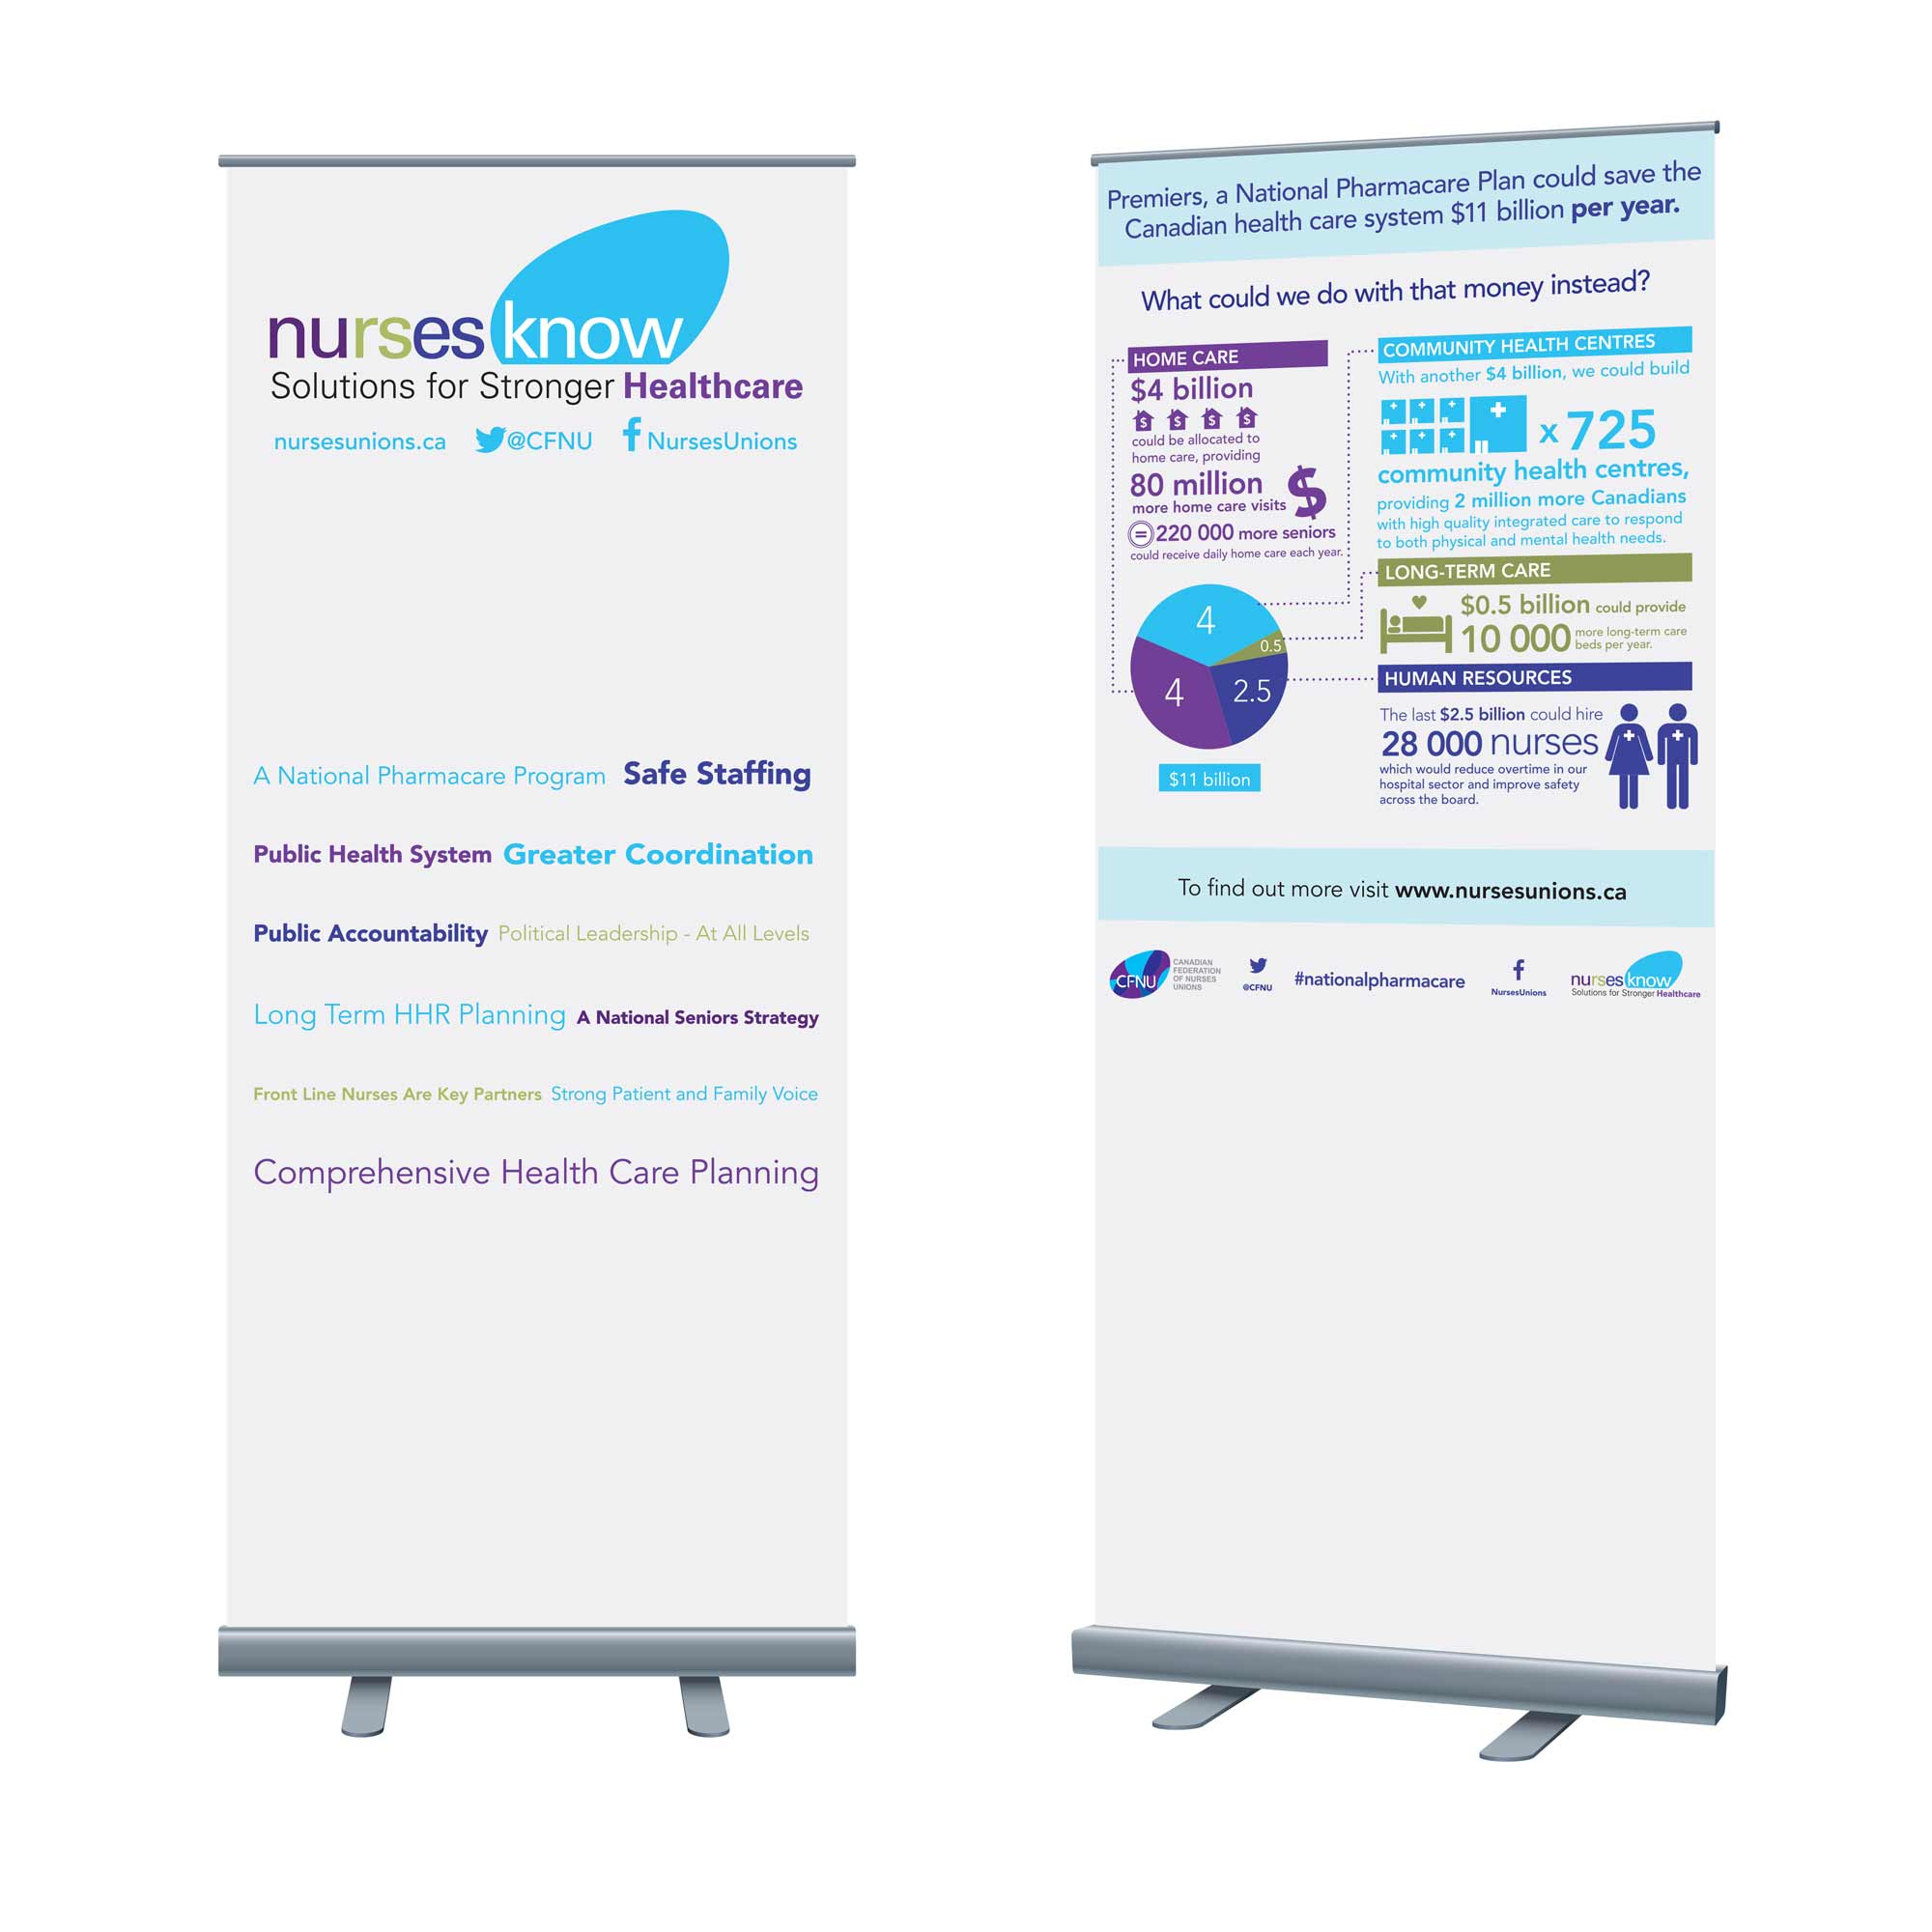 nurses know
Solutions for Stronger Healthcare
nursesunions.ca @CFNU NursesUnions
A National Pharmacare Program Safe Staffing
Public Health System Greater Coordination
Public Accountability Political Leadership - At All Levels
Long Term HHR Planning A National Seniors Strategy
Front Line Nurses Are Key Partners Strong Patient and Family Voice
Comprehensive Health Care Planning
Premiers, a National Pharmacare Plan could save the
Canadian health care system $11 billion per year.
What could we do with that money instead?
HOME CARE
$4 billion
$ $ $ $
could be allocated to
home care, providing
80 million
more home care visits
$
= 220 000 more seniors
could receive daily home care each year.
COMMUNITY HEALTH CENTRES
With another $4 billion, we could build
x 725
community health centres,
providing 2 million more Canadians
with high quality integrated care to respond
to both physical and mental health needs.
LONG-TERM CARE
$0.5 billion could provide
10 000 more long-term care
beds per year.
HUMAN RESOURCES
The last $2.5 billion could hire
28 000 nurses
which would reduce overtime in our
hospital sector and improve safety
across the board.
4
0.5
4
2.5
$11 billion
To find out more visit www.nursesunions.ca
CFNU
CANADIAN
FEDERATION
OF NURSES
UNIONS
@CFNU
#nationalpharmacare
NursesUnions
nurses know
Solutions for Stronger Healthcare